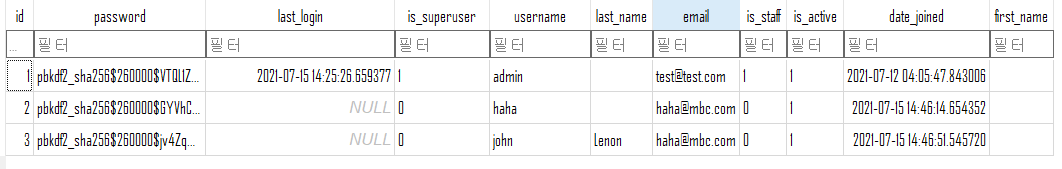 id password last_login is_superuser username last_name email is_staff is_active date_joined first_name
... 필터 필터 필터 필터 필터 필터 필터 필터 필터 필터
1 pbkdf2_sha256$260000$VTQL1Z... 2021-07-15 14:25:26.659377 1 admin test@test.com 1 1 2021-07-12 04:05:47.843006
2 pbkdf2_sha256$260000$GYVhC... NULL 0 haha haha@mbc.com 0 1 2021-07-15 14:46:14.654352
3 pbkdf2_sha256$260000$jv4Zq... NULL 0 john Lenon haha@mbc.com 0 1 2021-07-15 14:46:51.545720